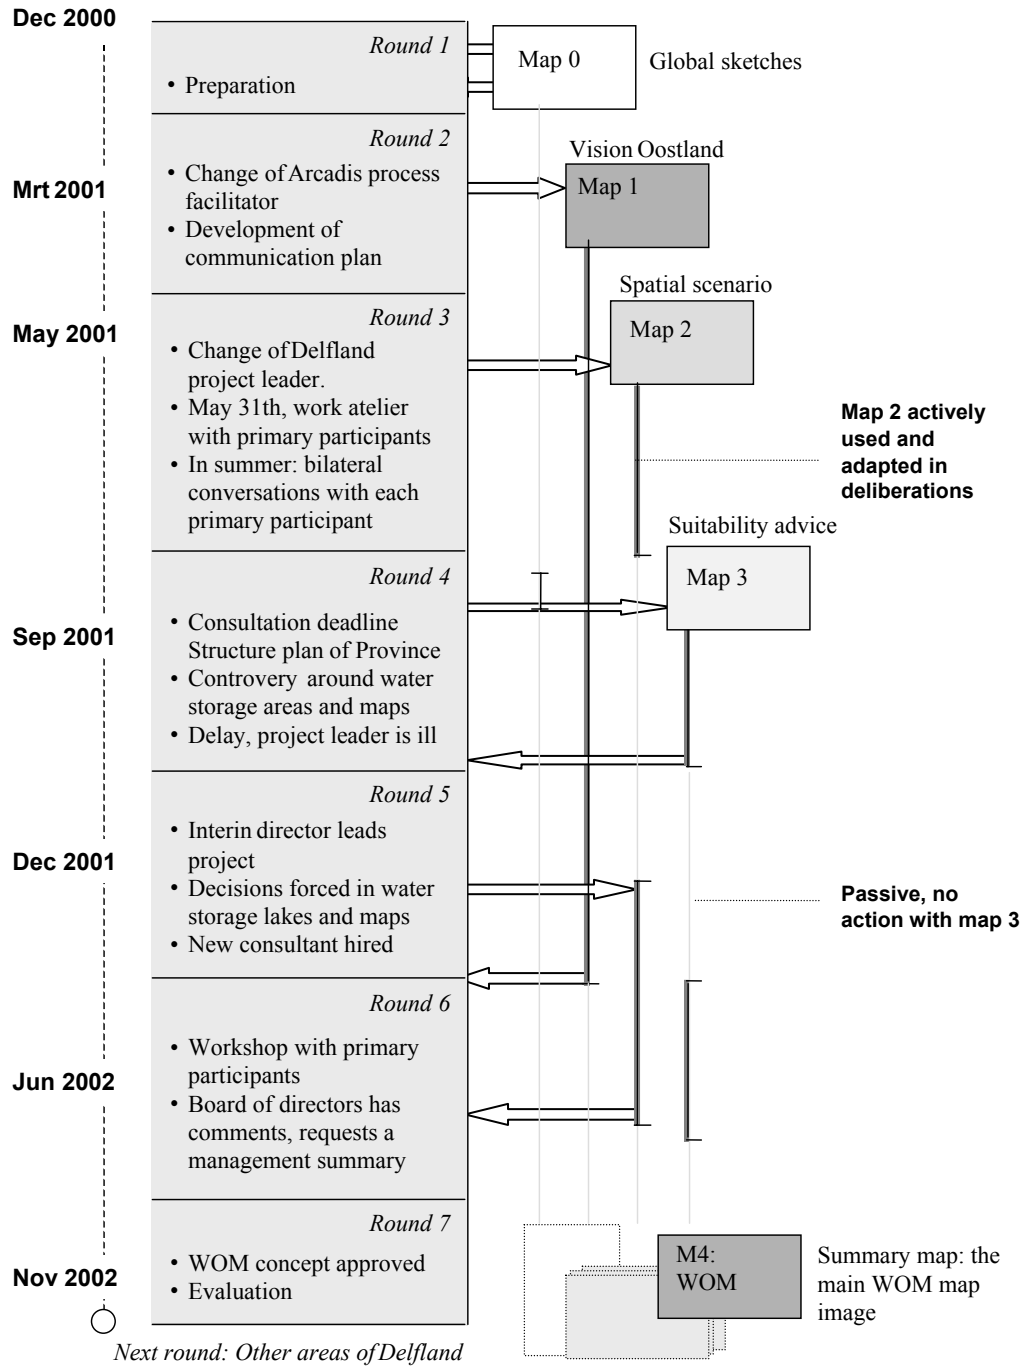 Dec 2000
Round 1
• Preparation
Map 0
Global sketches
Round 2
Mrt 2001
• Change of Arcadis process
facilitator
• Development of
communication plan
Vision Oostland
Map 1
May 2001
Round 3
• Change of Delfland
project leader.
• May 31th, work atelier
with primary participants
• In summer: bilateral
conversations with each
primary participant
Spatial scenario
Map 2
Map 2 actively
used and
adapted in
deliberations
Suitability advice
Map 3
Round 4
Sep 2001
• Consultation deadline
Structure plan of Province
• Controvery around water
storage areas and maps
• Delay, project leader is ill
Round 5
Dec 2001
• Interin director leads
project
• Decisions forced in water
storage lakes and maps
• New consultant hired
Passive, no
action with map 3
Round 6
Jun 2002
• Workshop with primary
participants
• Board of directors has
comments, requests a
management summary
Round 7
Nov 2002
• WOM concept approved
• Evaluation
M4:
WOM
Summary map: the
main WOM map
image
Next round: Other areas of Delfland